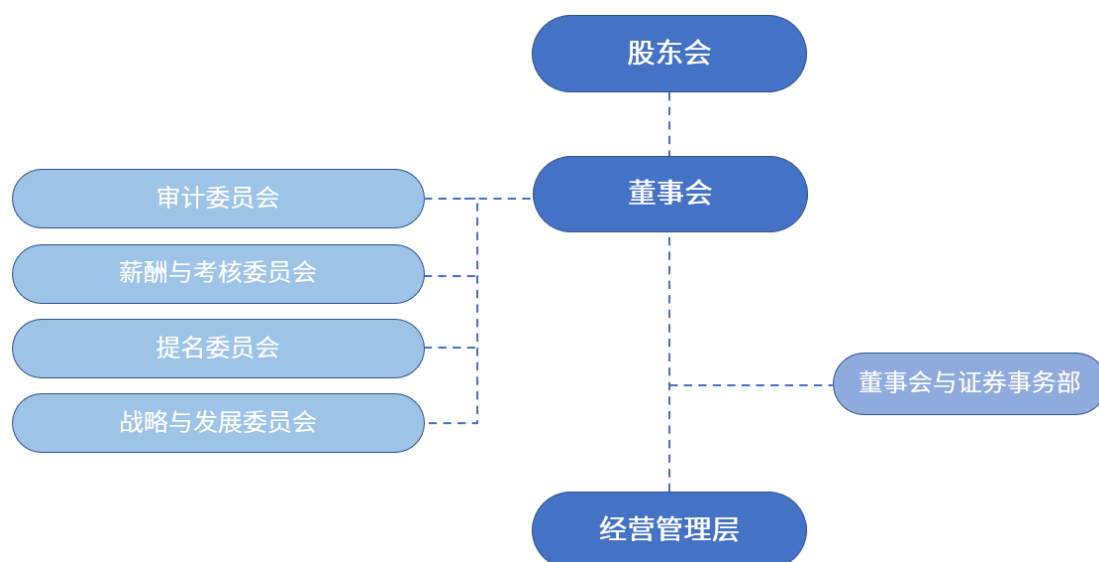 股东会
董事会
审计委员会
薪酬与考核委员会
提名委员会
战略与发展委员会
董事会与证券事务部
经营管理层